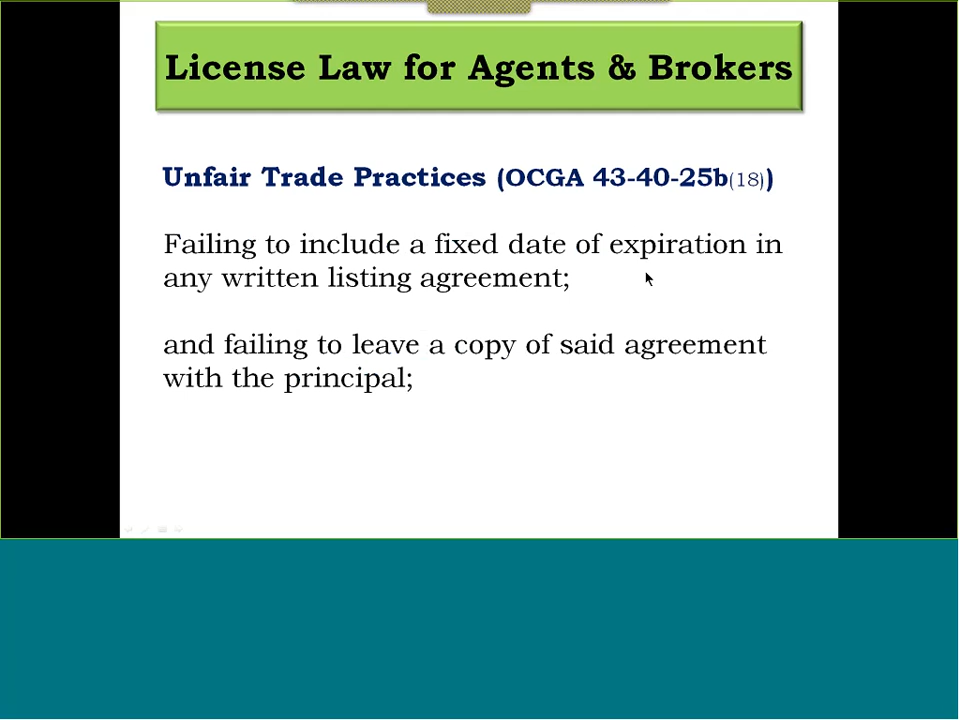 License Law for Agents & Brokers
Unfair Trade Practices (OCGA 43-40-25b(18))
Failing to include a fixed date of expiration in
any written listing agreement;
and failing to leave a copy of said agreement
with the principal;